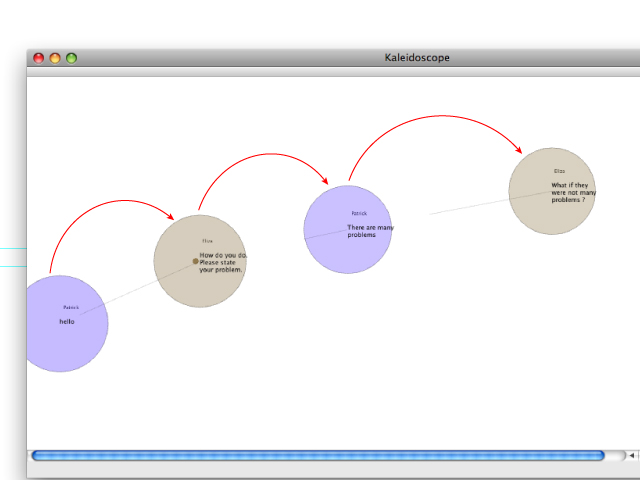 Kaleidoscope
Patrick
hello
Eliza
How do you do.
Please state
your problem.
Patrick
There are many
problems
Eliza
What if they
were not many
problems ?